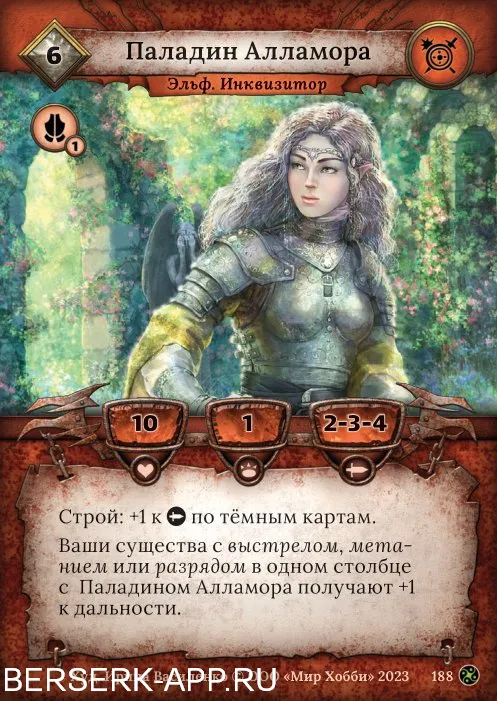 6
Паладин Алламора
Эльф. Инквизитор
1
10
1
2-3-4
Строй: +1 к по тёмным картам.
Ваши существа с выстрелом, мета-
нием или разрядом в одном столбце
с Паладином Алламора получают +1
к дальности.
«Мир Хобби» 2023 188
BERSERK-APP.RU